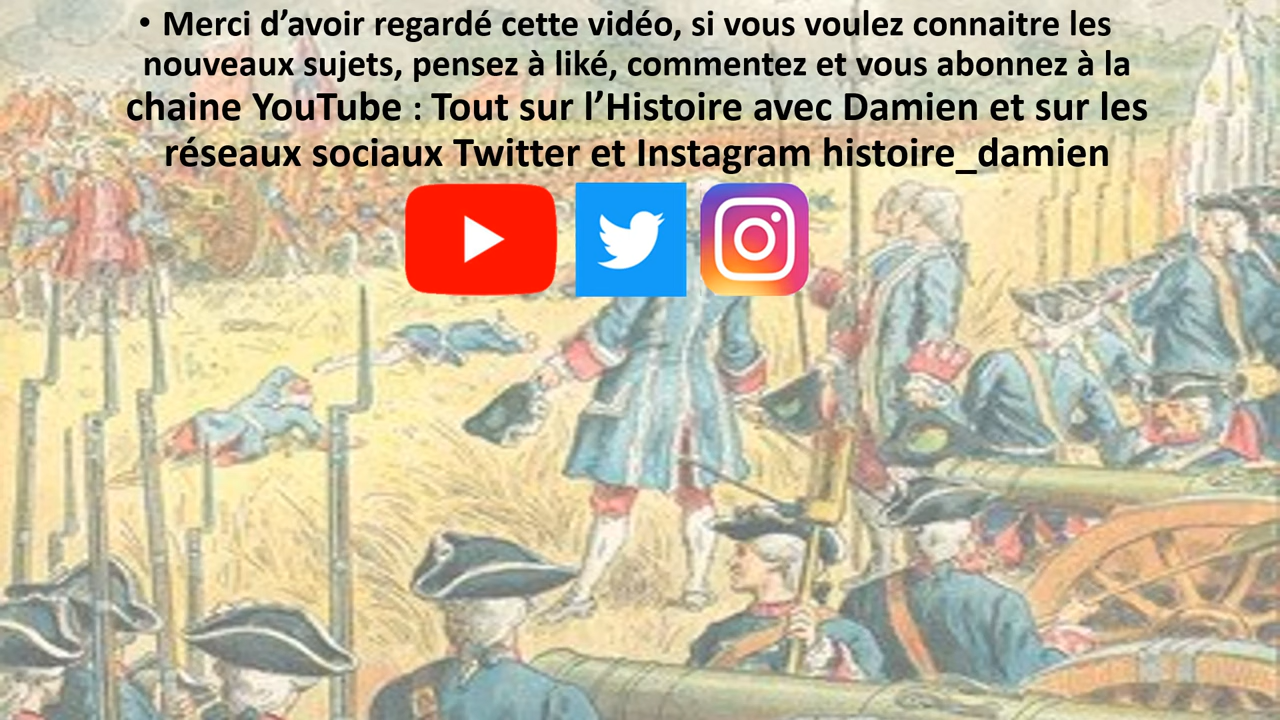 • Merci d’avoir regardé cette vidéo, si vous voulez connaitre les
nouveaux sujets, pensez à liké, commentez et vous abonnez à la
chaine YouTube : Tout sur l’Histoire avec Damien et sur les
réseaux sociaux Twitter et Instagram histoire_damien